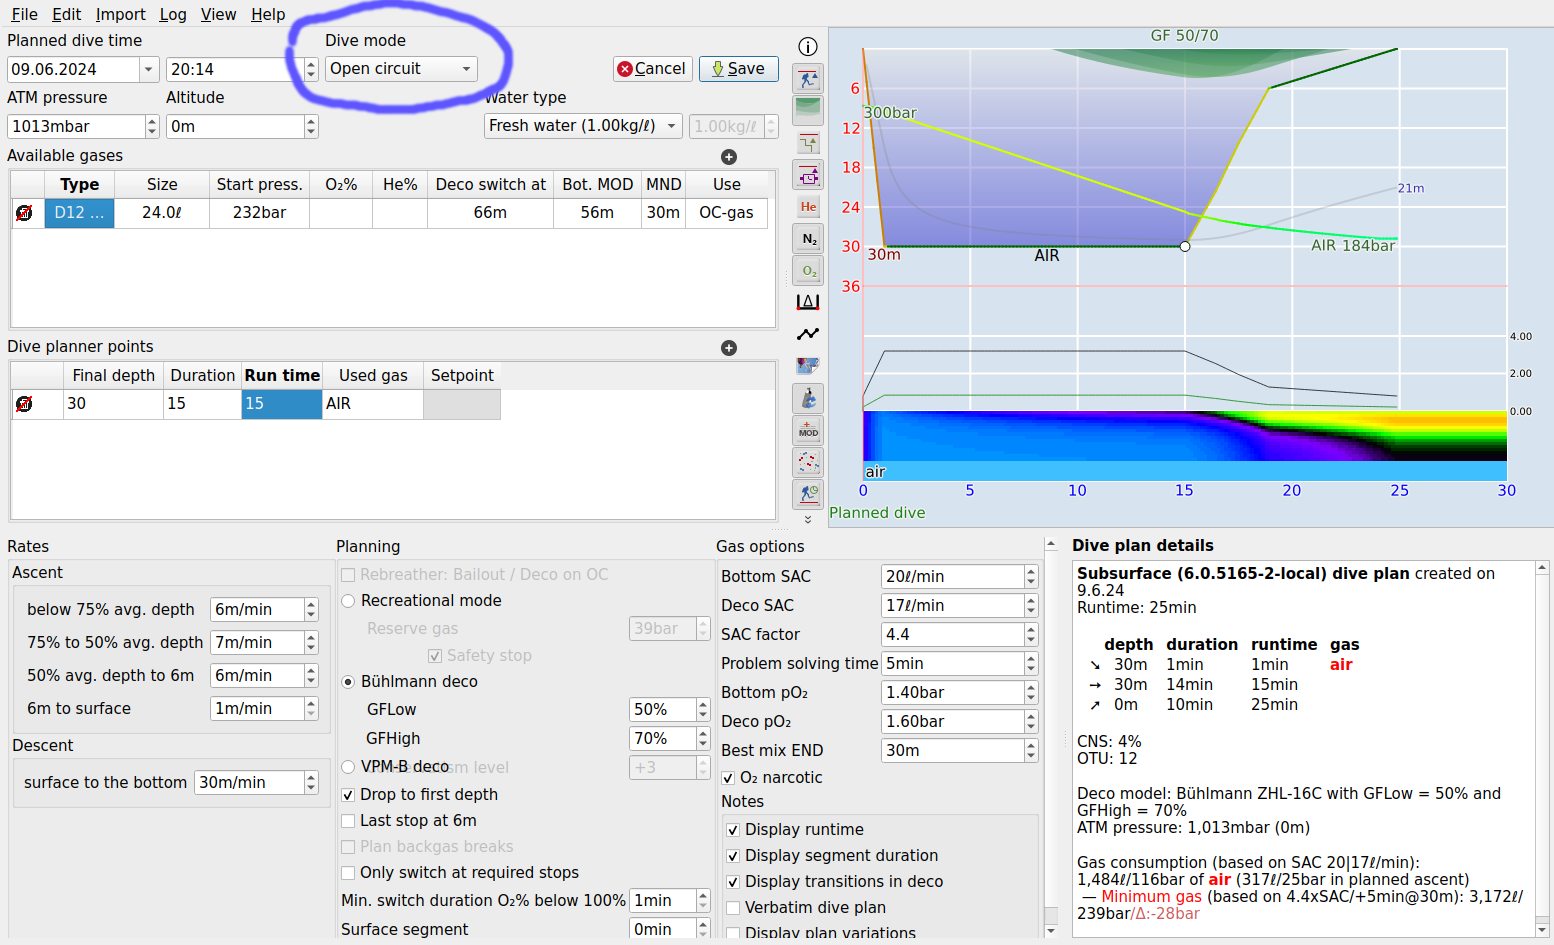 File Edit Import Log View Help
Planned dive time
Dive mode
09.06.2024
20:14
Open circuit
Cancel
Save
ATM pressure
Altitude
Water type
1013mbar
0m
Fresh water (1.00kg/ℓ)
1.00kg/ℓ
Available gases
Type Size Start press. O₂% He% Deco switch at Bot. MOD MND Use
D12 ... 24.0ℓ 232bar 66m 56m 30m OC-gas
Dive planner points
Final depth Duration Run time Used gas Setpoint
30 15 15 AIR
He
N₂
O₂
MOD
GF 50/70
6
12
18
24
30
36
300bar
21m
AIR 184bar
30m
AIR
4.00
2.00
0.00
air
0 5 10 15 20 25 30
Planned dive
Rates
Ascent
below 75% avg. depth 6m/min
75% to 50% avg. depth 7m/min
50% avg. depth to 6m 6m/min
6m to surface 1m/min
Descent
surface to the bottom 30m/min
Planning
Rebreather: Bailout / Deco on OC
Recreational mode
Reserve gas 39bar
Safety stop
Bühlmann deco
GFLow 50%
GFHigh 70%
VPM-B deco level +3
Drop to first depth
Last stop at 6m
Plan backgas breaks
Only switch at required stops
Min. switch duration O₂% below 100% 1min
Surface segment 0min
Gas options
Bottom SAC 20ℓ/min
Deco SAC 17ℓ/min
SAC factor 4.4
Problem solving time 5min
Bottom pO₂ 1.40bar
Deco pO₂ 1.60bar
Best mix END 30m
O₂ narcotic
Notes
Display runtime
Display segment duration
Display transitions in deco
Verbatim dive plan
Display plan variations
Dive plan details
Subsurface (6.0.5165-2-local) dive plan created on
9.6.24
Runtime: 25min
depth duration runtime gas
➘ 30m 1min 1min air
➙ 30m 14min 15min
➚ 0m 10min 25min
CNS: 4%
OTU: 12
Deco model: Bühlmann ZHL-16C with GFLow = 50% and
GFHigh = 70%
ATM pressure: 1,013mbar (0m)
Gas consumption (based on SAC 20|17ℓ/min):
1,484ℓ/116bar of air (317ℓ/25bar in planned ascent)
— Minimum gas (based on 4.4xSAC/+5min@30m): 3,172ℓ/
239bar/Δ:-28bar